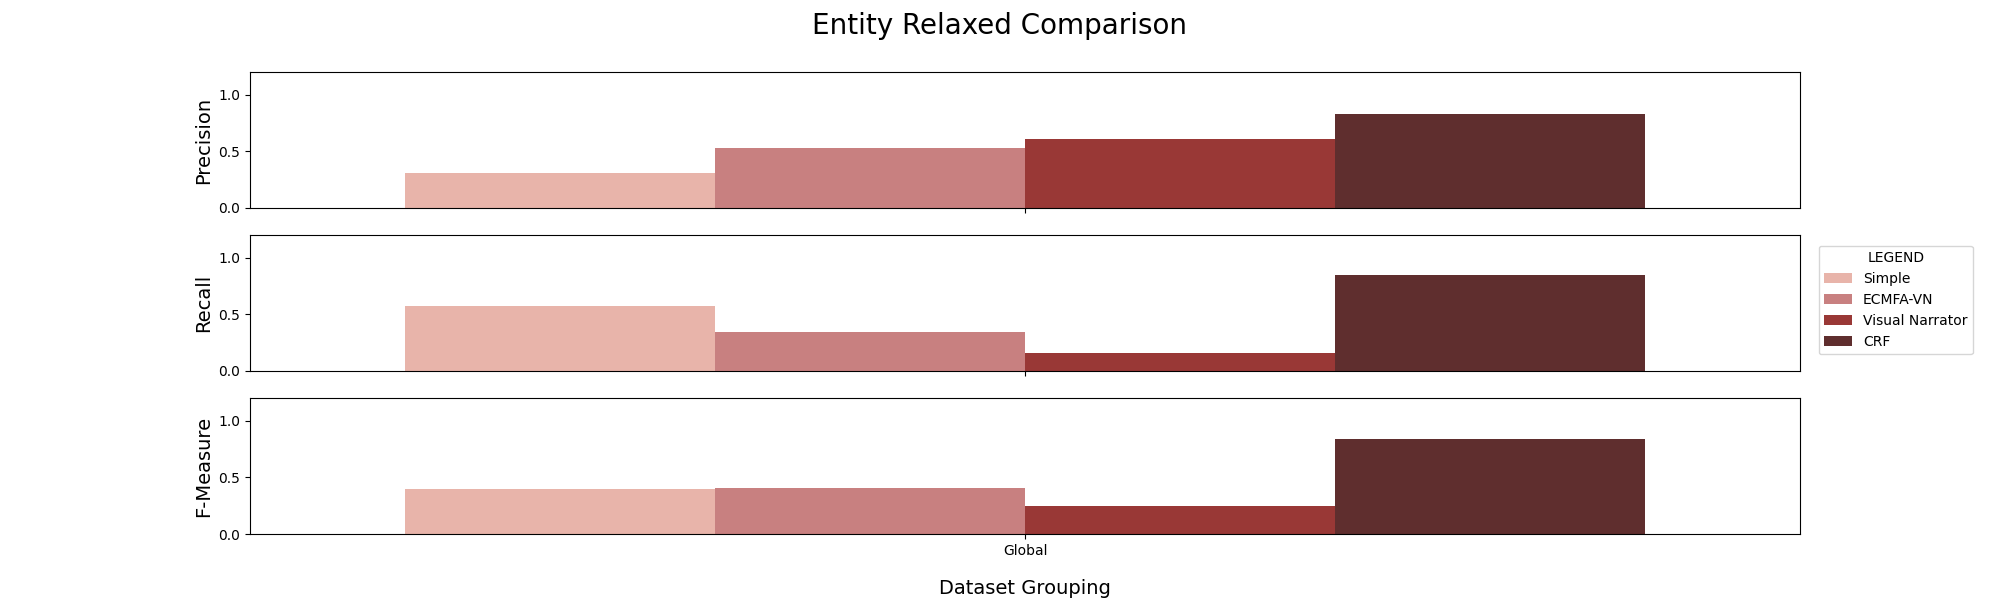 Entity Relaxed Comparison
Precision
1.0
0.5
0.0
Recall
1.0
0.5
0.0
LEGEND
Simple
ECMFA-VN
Visual Narrator
CRF
F-Measure
1.0
0.5
0.0
Global
Dataset Grouping